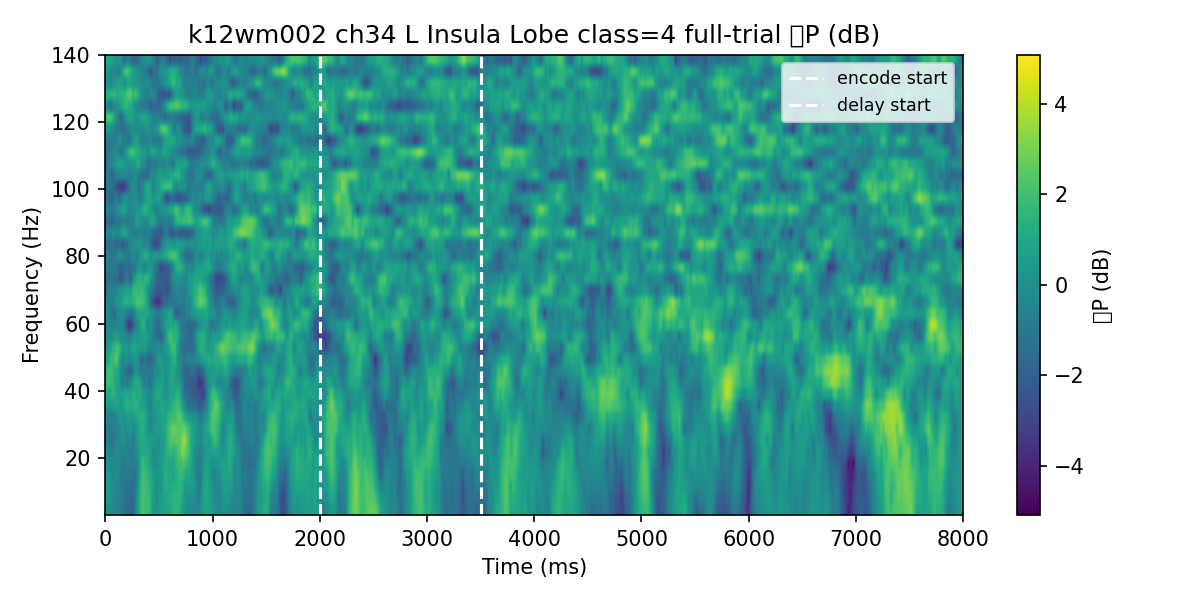 k12wm002 ch34 L Insula Lobe class=4 full-trial ▯P (dB)
140
120
100
80
60
40
20
Frequency (Hz)
encode start
delay start
0 1000 2000 3000 4000 5000 6000 7000 8000
Time (ms)
4
2
0
−2
−4
▯P (dB)